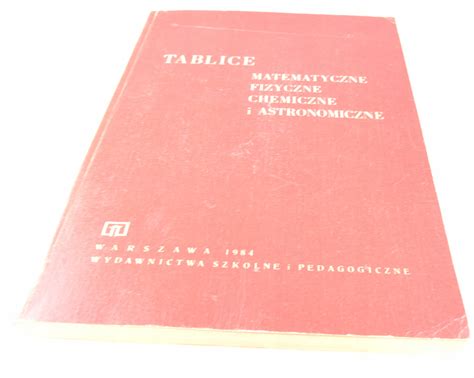 TABLICE
MATEMATYCZNE
FIZYCZNE
CHEMICZNE
i ASTRONOMICZNE
WARSZAWA 1984
WYDAWNICTWA SZKOLNE i PEDAGOGICZNE